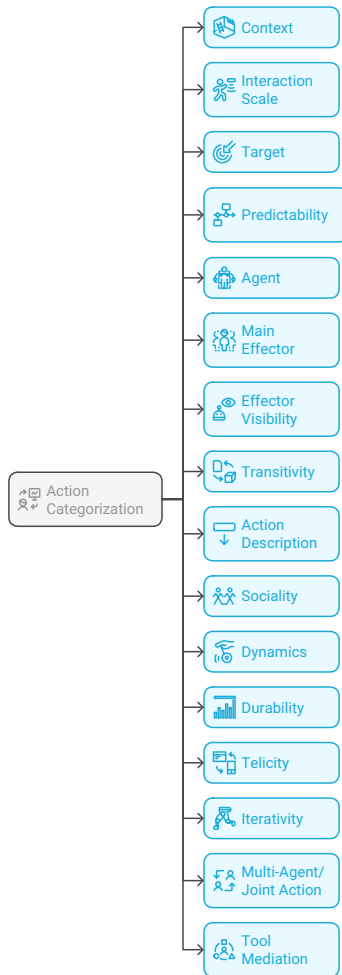 Context
Interaction
Scale
Target
Predictability
Agent
Main
Effector
Effector
Visibility
Action
Categorization
Transitivity
Action
Description
Sociality
Dynamics
Durability
Telicity
Iterativity
Multi-Agent/
Joint Action
Tool
Mediation